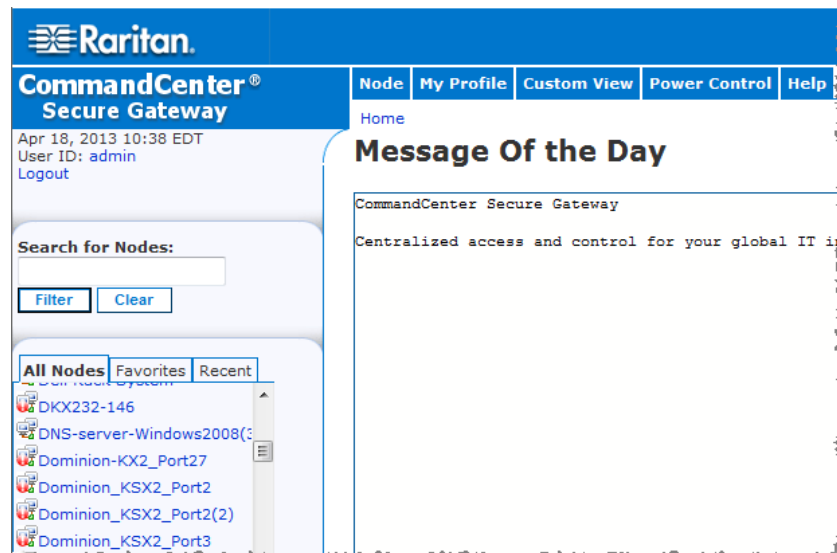 Raritan.
CommandCenter®
Secure Gateway
Node My Profile Custom View Power Control Help
Home
Apr 18, 2013 10:38 EDT
User ID: admin
Logout
Message Of the Day
CommandCenter Secure Gateway
Centralized access and control for your global IT
Search for Nodes:
Filter Clear
All Nodes Favorites Recent
DKX232-146
DNS-server-Windows2008(
Dominion-KX2_Port27
Dominion_KSX2_Port2
Dominion_KSX2_Port2(2)
Dominion_KSX2_Port3